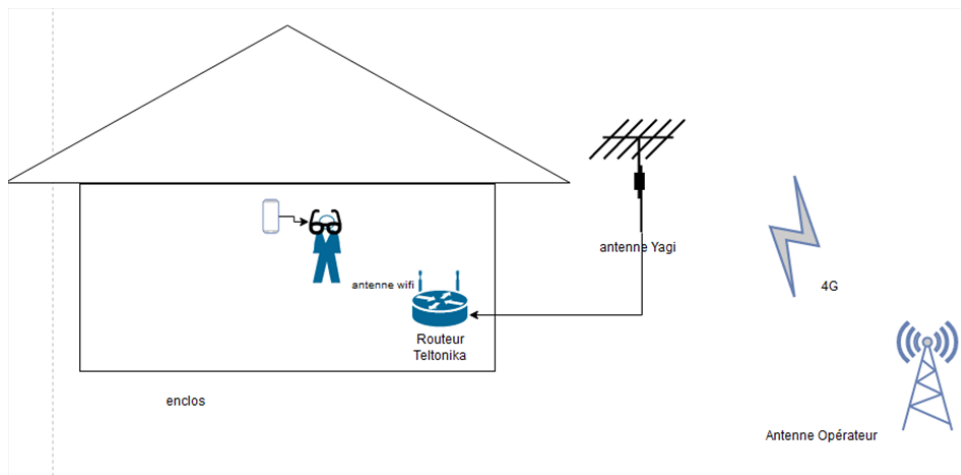 antenne Yagi
antenne wifi
4G
Routeur
Teltonika
enclos
Antenne Opérateur